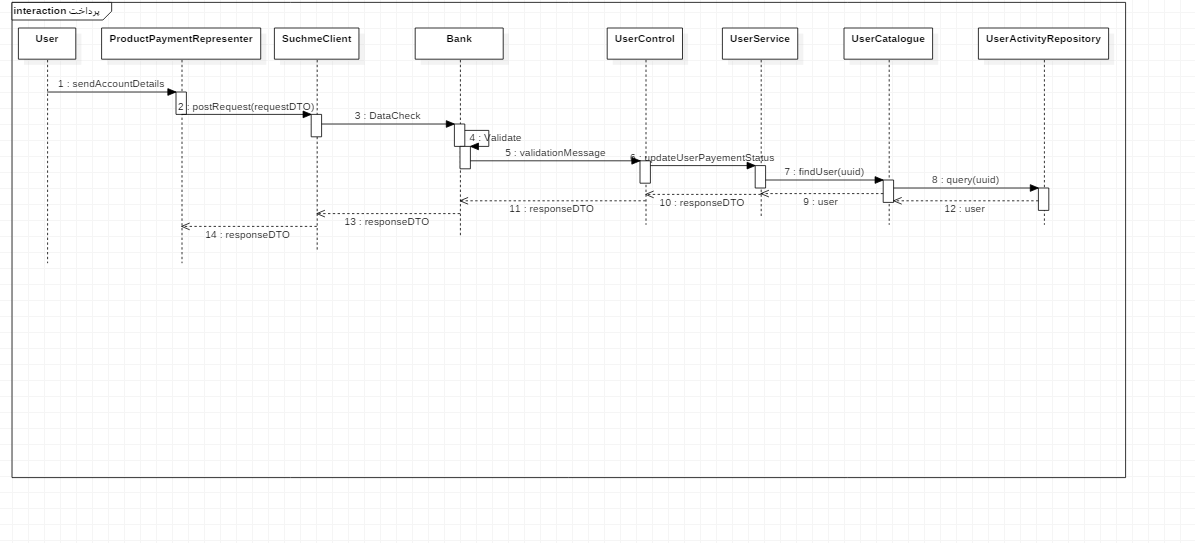 interaction پرداخت
User
ProductPaymentRepresenter
SuchmeClient
Bank
UserControl
UserService
UserCatalogue
UserActivityRepository
1 : sendAccountDetails
2 : postRequest(requestDTO)
3 : DataCheck
4 : Validate
5 : validationMessage
6 : updateUserPayementStatus
7 : findUser(uuid)
8 : query(uuid)
9 : user
10 : responseDTO
11 : responseDTO
12 : user
13 : responseDTO
14 : responseDTO